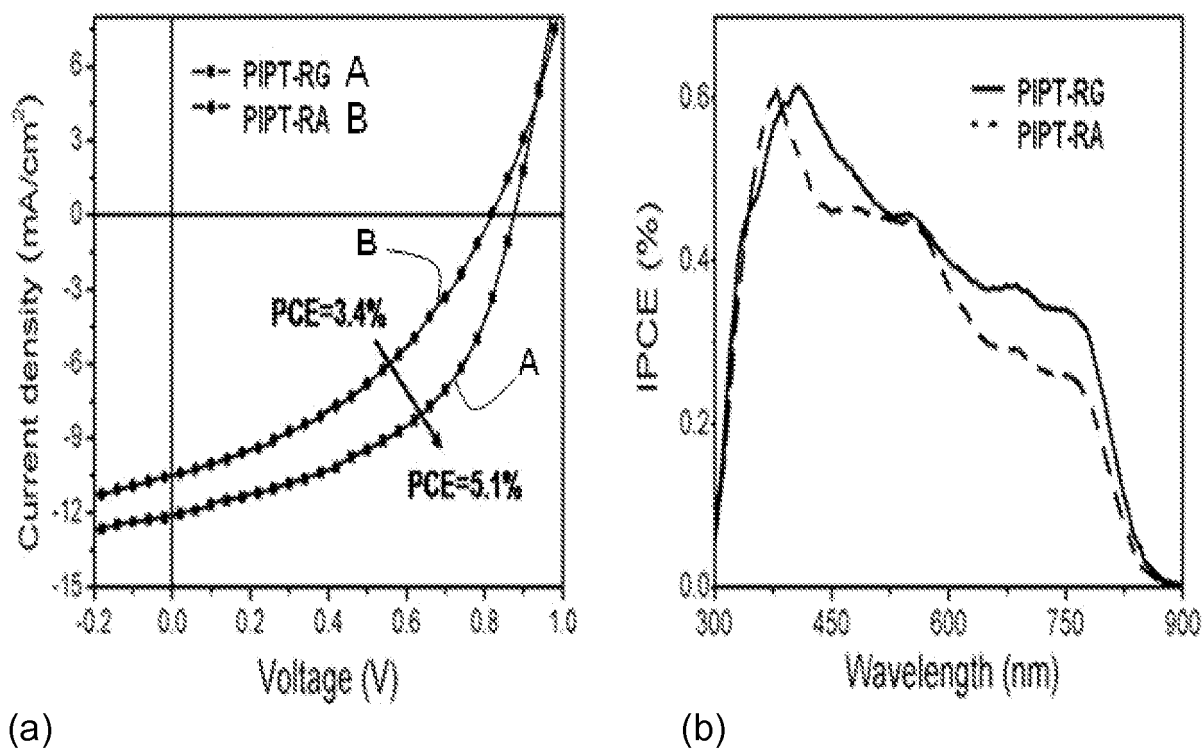 PIPT-RG A
PIPT-RA B
Current density (mA/cm²)
6
3
0
-3
-6
-9
-12
-15
B
PCE=3.4%
A
PCE=5.1%
-0.2 0.0 0.2 0.4 0.6 0.8 1.0
Voltage (V)
(a)
PIPT-RG
PIPT-RA
IPCE (%)
0.6
0.4
0.2
0.0
300 450 600 750 900
Wavelength (nm)
(b)